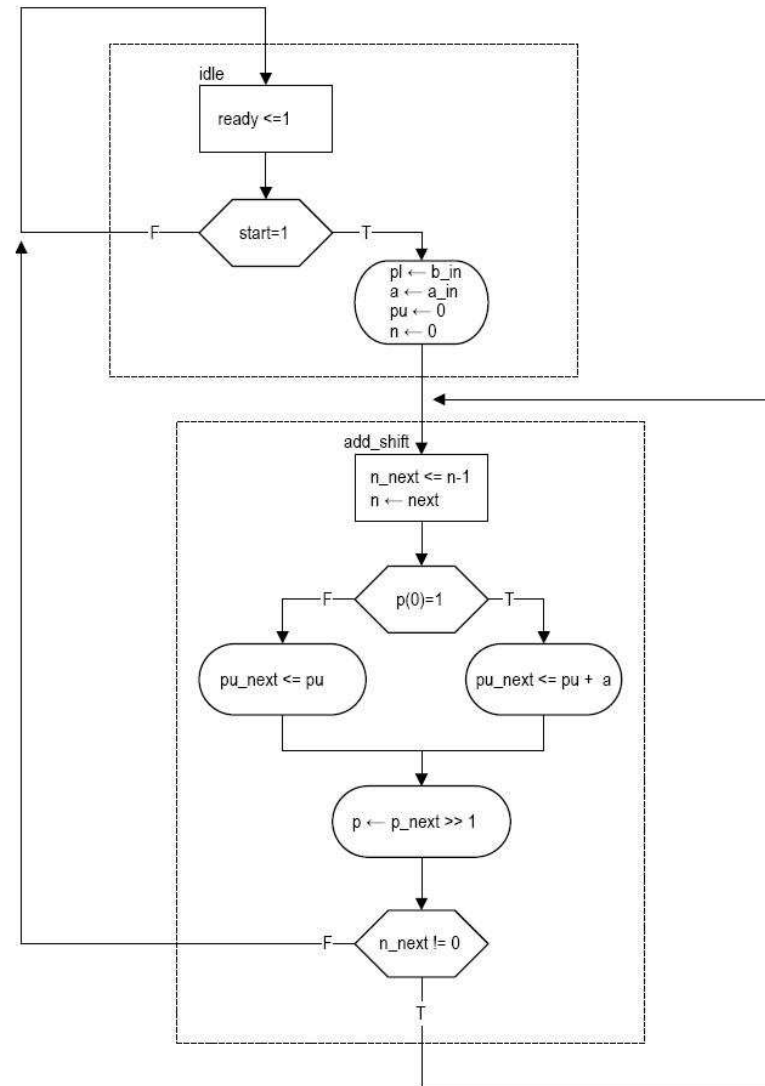 idle
ready <=1
start=1
F
T
pl ← b_in
a ← a_in
pu ← 0
n ← 0
add_shift
n_next <= n-1
n ← next
p(0)=1
F
T
pu_next <= pu
pu_next <= pu + a
p ← p_next >> 1
n_next != 0
F
T